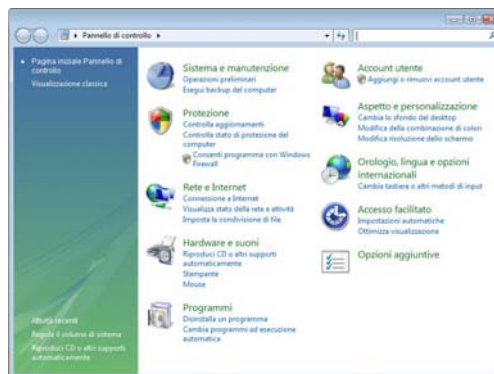 Pannello di controllo
Pagina iniziale Pannello di
controllo
Visualizzazione classica
Sistema e manutenzione
Operazioni preliminari
Esegui backup del computer
Protezione
Controlla aggiornamenti
Controlla stato di protezione del
computer
Consenti programma con Windows
Firewall
Rete e Internet
Connessione a Internet
Visualizza stato della rete e attività
Imposta la condivisione di file
Hardware e suoni
Riproduci CD o altri supporti
automaticamente
Stampante
Mouse
Programmi
Disinstalla un programma
Cambia programmi ad esecuzione
automatica
Account utente
Aggiungi o rimuovi account utente
Aspetto e personalizzazione
Cambia lo sfondo del desktop
Modifica della combinazione di colori
Modifica risoluzione dello schermo
Orologio, lingua e opzioni
internazionali
Cambia tastiere o altri metodi di input
Accesso facilitato
Impostazioni automatiche
Ottimizza visualizzazione
Opzioni aggiuntive
Attività recenti
Regola il volume di sistema
Riproduci CD o altri supporti
automaticamente